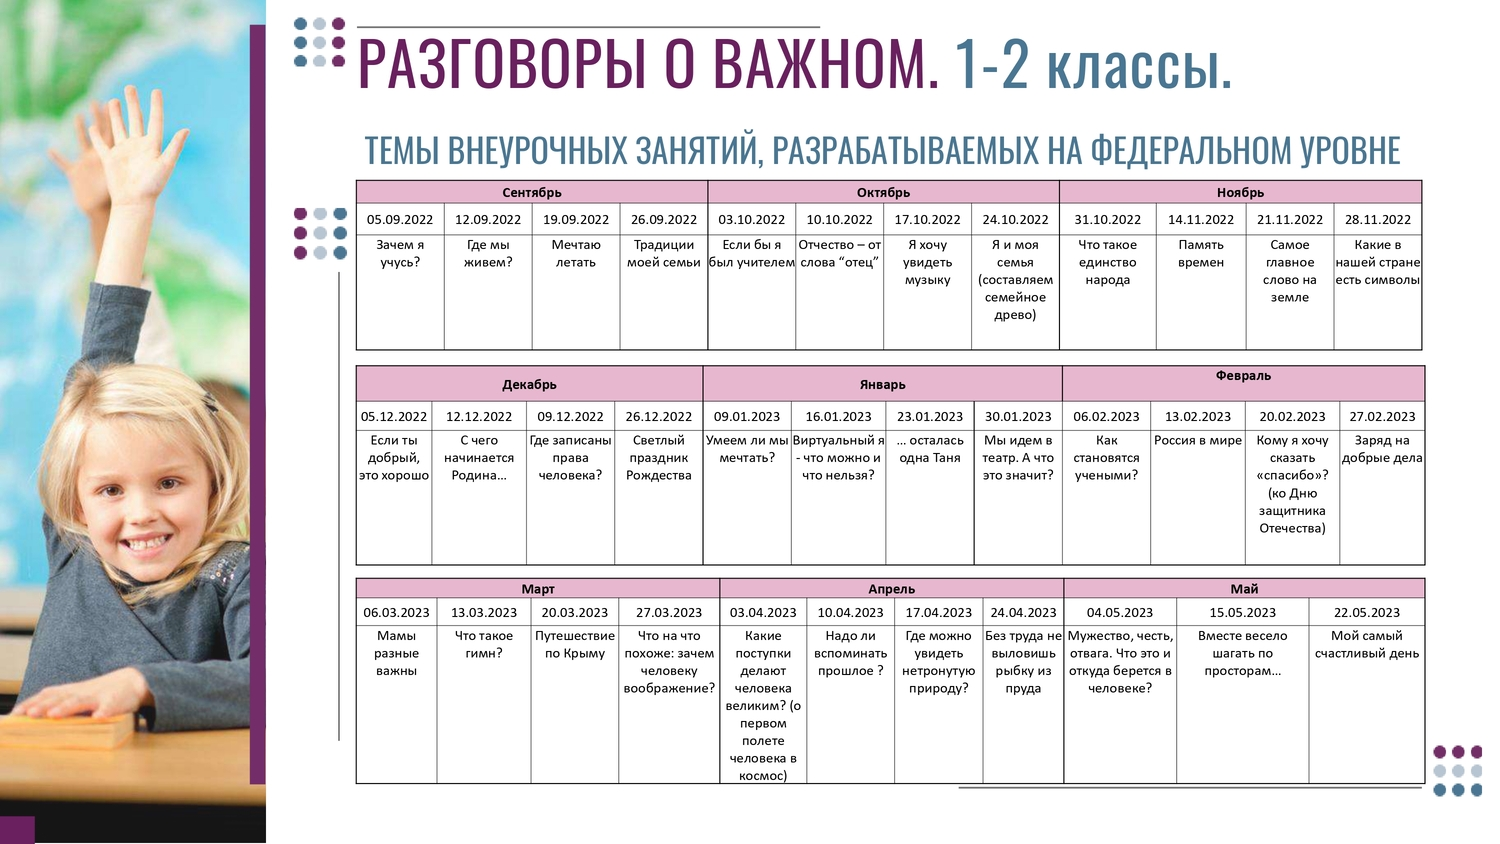 РАЗГОВОРЫ О ВАЖНОМ. 1-2 классы.
ТЕМЫ ВНЕУРОЧНЫХ ЗАНЯТИЙ, РАЗРАБАТЫВАЕМЫХ НА ФЕДЕРАЛЬНОМ УРОВНЕ
Сентябрь Октябрь Ноябрь
05.09.2022 12.09.2022 19.09.2022 26.09.2022 03.10.2022 10.10.2022 17.10.2022 24.10.2022 31.10.2022 14.11.2022 21.11.2022 28.11.2022
Зачем я Где мы Мечтаю Традиции Если бы я Отчество – от Я хочу Я и моя Что такое Память Самое Какие в
учусь? живем? летать моей семьи был учителем слова “отец” увидеть семья единство времен главное нашей стране
музыку (составляем народа слово на есть символы
семейное земле
древо)
Декабрь Январь Февраль
05.12.2022 12.12.2022 09.12.2022 26.12.2022 09.01.2023 16.01.2023 23.01.2023 30.01.2023 06.02.2023 13.02.2023 20.02.2023 27.02.2023
Если ты С чего Где записаны Светлый Умеем ли мы Виртуальный я … осталась Мы идем в Как Россия в мире Кому я хочу Заряд на
добрый, начинается права праздник мечтать? - что можно и одна Таня театр. А что становятся сказать добрые дела
это хорошо Родина… человека? Рождества что нельзя? это значит? учеными? «спасибо»?
(ко Дню
защитника
Отечества)
Март Апрель Май
06.03.2023 13.03.2023 20.03.2023 27.03.2023 03.04.2023 10.04.2023 17.04.2023 24.04.2023 04.05.2023 15.05.2023 22.05.2023
Мамы Что такое Путешествие Что на что Какие Надо ли Где можно Без труда не Мужество, честь, Вместе весело Мой самый
разные гимн? по Крыму похоже: зачем поступки вспоминать увидеть выловишь отвага. Что это и шагать по счастливый день
важны человеку делают прошлое ? нетронутую рыбку из откуда берется в просторам…
воображение? человека природу? пруда человеке?
великим? (о
первом
полете
человека в
космос)